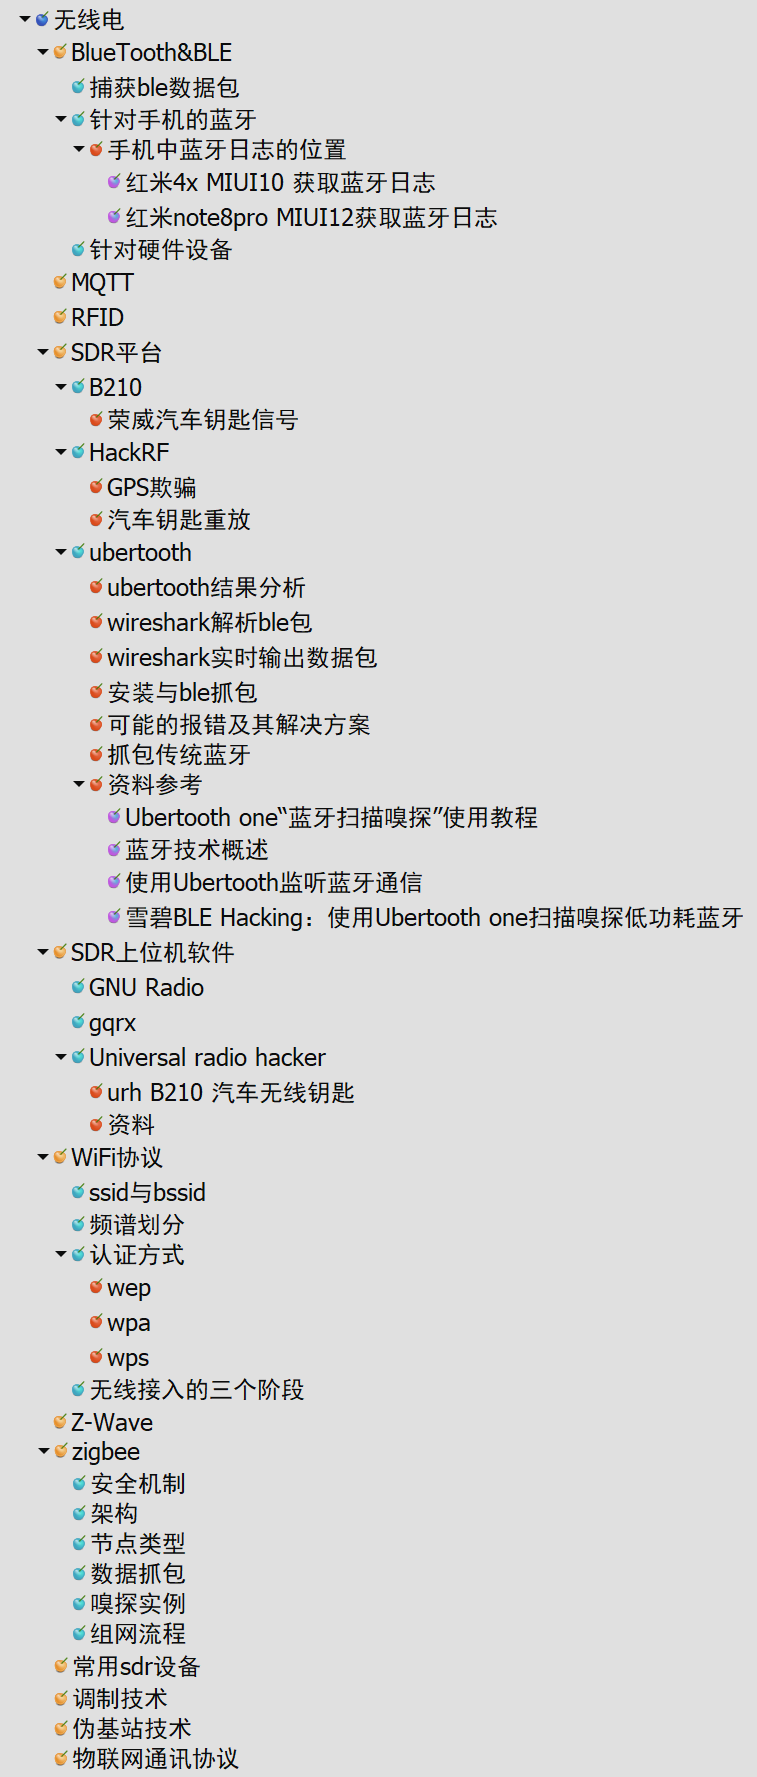 无线电
BlueTooth&BLE
捕获ble数据包
针对手机的蓝牙
手机中蓝牙日志的位置
红米4x MIUI10 获取蓝牙日志
红米note8pro MIUI12获取蓝牙日志
针对硬件设备
MQTT
RFID
SDR平台
B210
荣威汽车钥匙信号
HackRF
GPS欺骗
汽车钥匙重放
ubertooth
ubertooth结果分析
wireshark解析ble包
wireshark实时输出数据包
安装与ble抓包
可能的报错及其解决方案
抓包传统蓝牙
资料参考
Ubertooth one“蓝牙扫描嗅探”使用教程
蓝牙技术概述
使用Ubertooth监听蓝牙通信
雪碧BLE Hacking：使用Ubertooth one扫描嗅探低功耗蓝牙
SDR上位机软件
GNU Radio
gqrx
Universal radio hacker
urh B210 汽车无线钥匙
资料
WiFi协议
ssid与bssid
频谱划分
认证方式
wep
wpa
wps
无线接入的三个阶段
Z-Wave
zigbee
安全机制
架构
节点类型
数据抓包
嗅探实例
组网流程
常用sdr设备
调制技术
伪基站技术
物联网通讯协议